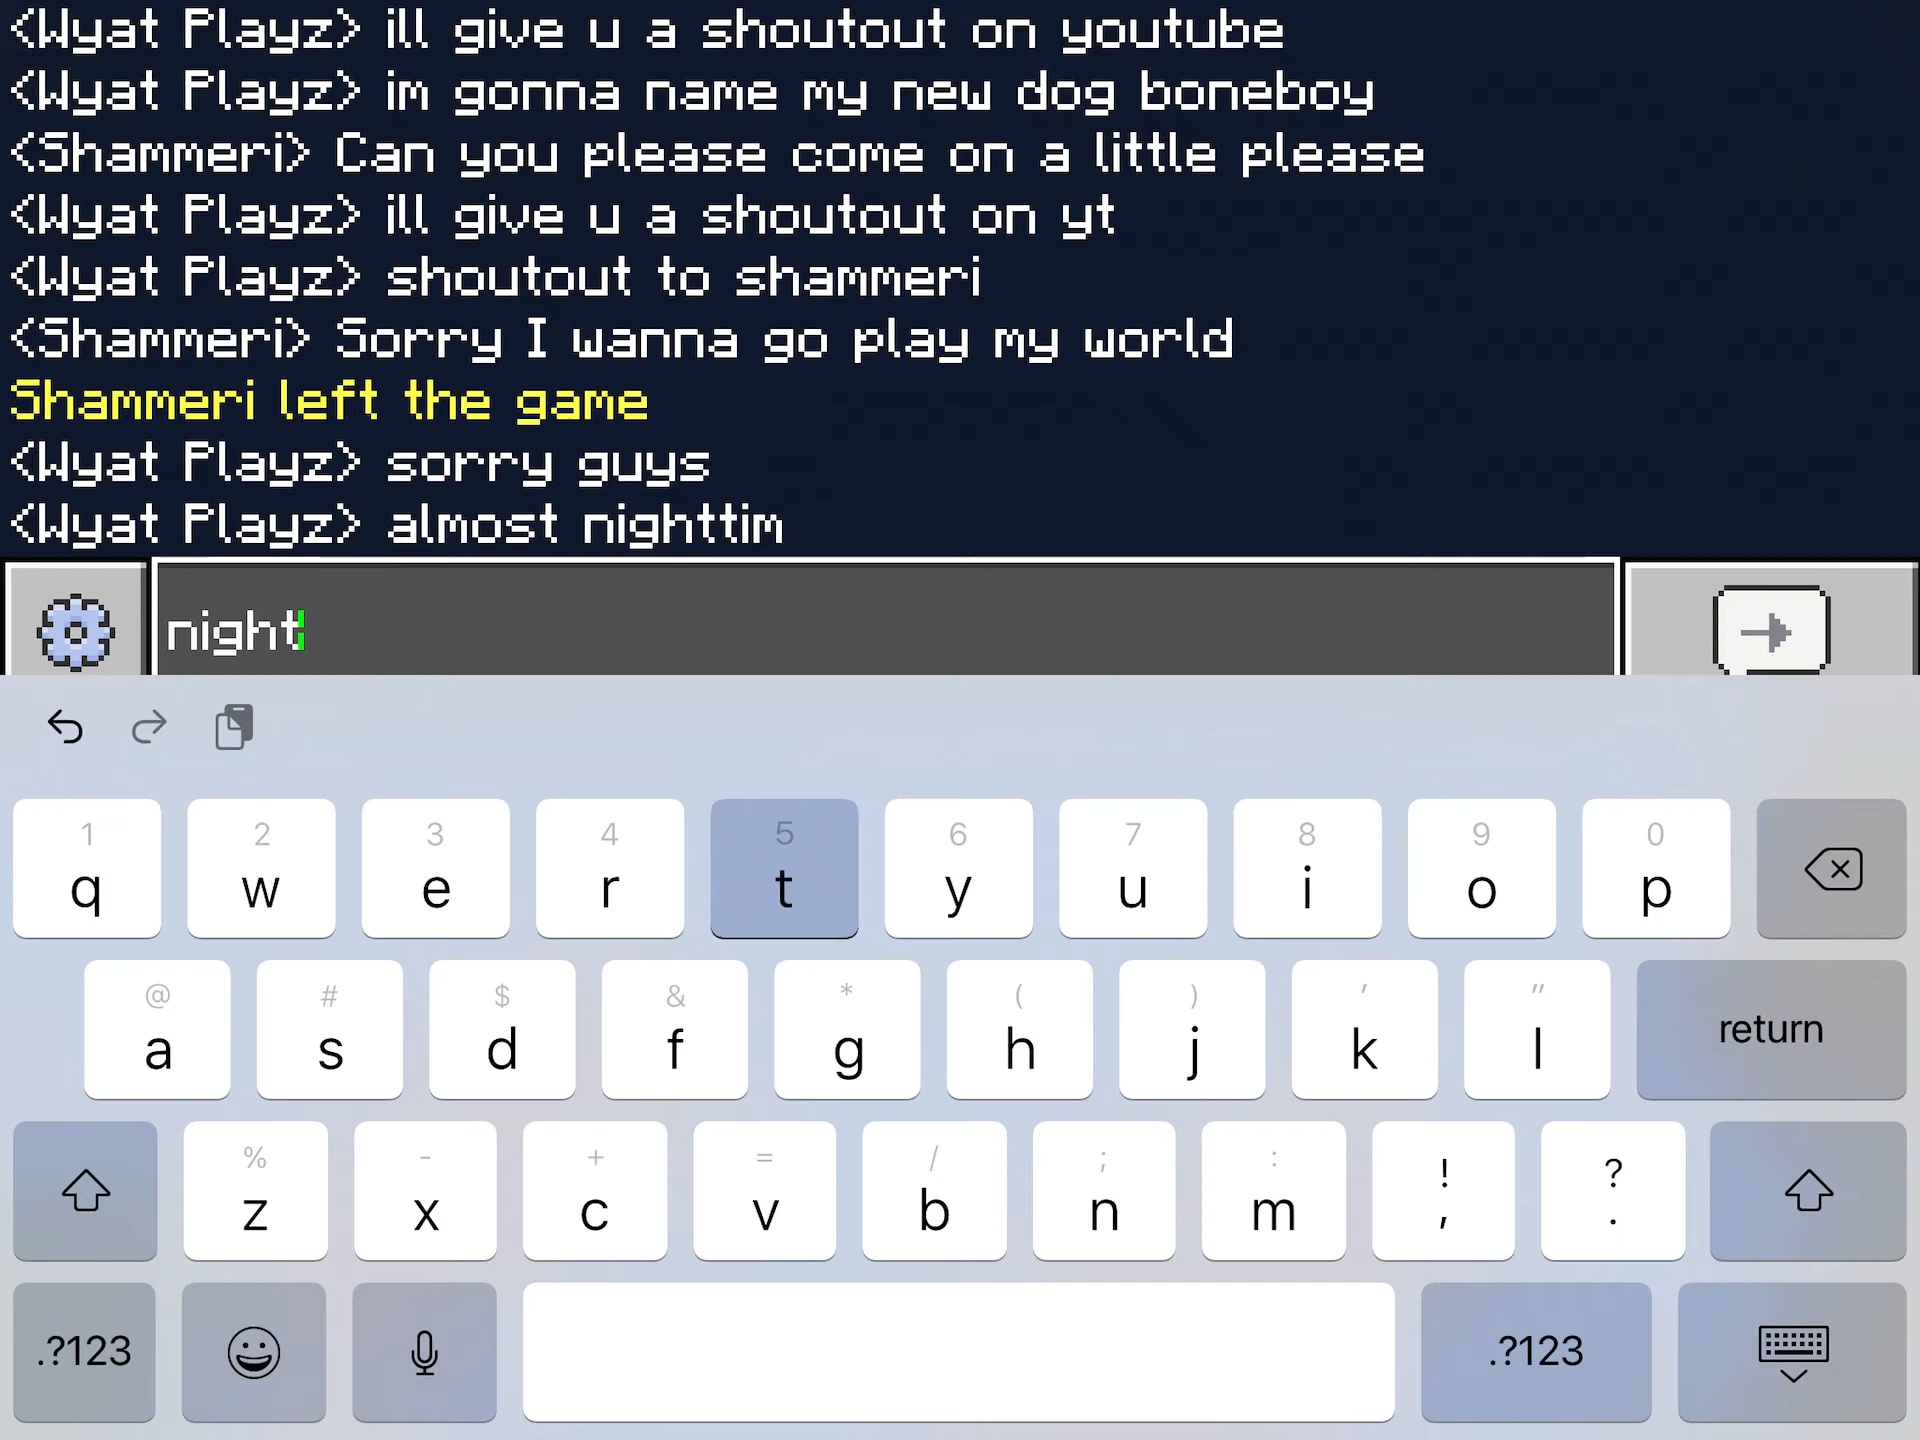 <Wyat Playz> ill give u a shoutout on youtube
<Wyat Playz> im gonna name my new dog boneboy
<Shammeri> Can you please come on a little please
<Wyat Playz> ill give u a shoutout on yt
<Wyat Playz> shoutout to shammeri
<Shammeri> Sorry I wanna go play my world
Shammeri left the game
<Wyat Playz> sorry guys
<Wyat Playz> almost nighttim
night
1 2 3 4 5 6 7 8 9 0
q w e r t y u i o p
@ # $ & * ( ) ' "
a s d f g h j k l return
% - + = / ; : ! ?
z x c v b n m , .
.?123 .?123